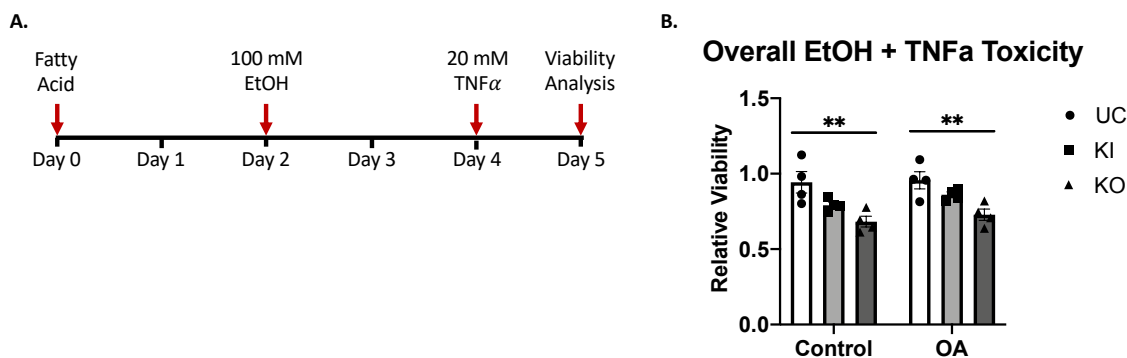 A.
Fatty
Acid
100 mM
EtOH
20 mM
TNF𝛼
Viability
Analysis
Day 0
Day 1
Day 2
Day 3
Day 4
Day 5
B.
Overall EtOH + TNFa Toxicity
Relative Viability
1.5
1.0
0.5
0.0
**
**
Control
OA
UC
KI
KO